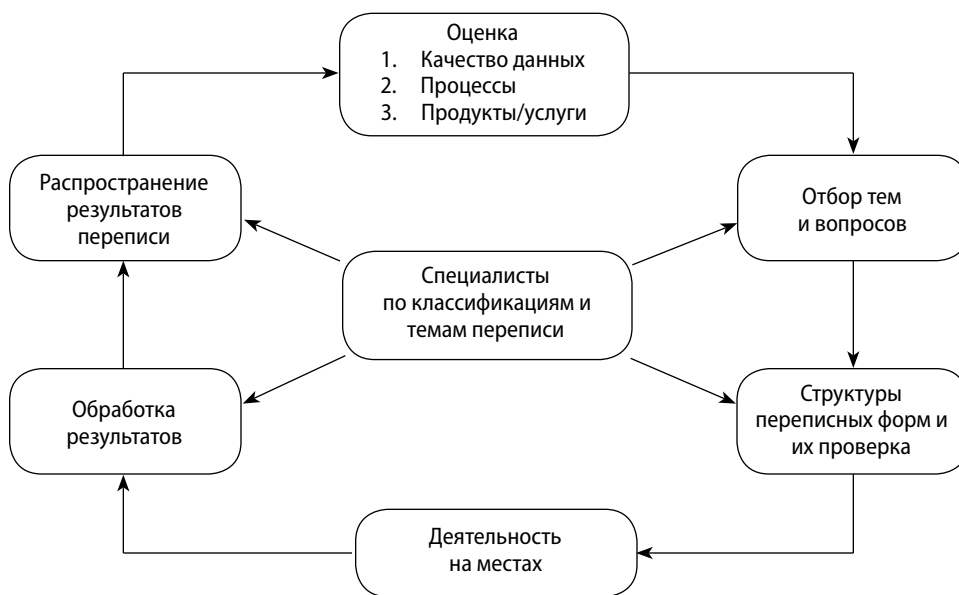 Оценка
1. Качество данных
2. Процессы
3. Продукты/услуги
Распространение
результатов
переписи
Отбор тем
и вопросов
Специалисты
по классификациям и
темам переписи
Обработка
результатов
Структуры
переписных форм и
их проверка
Деятельность
на местах